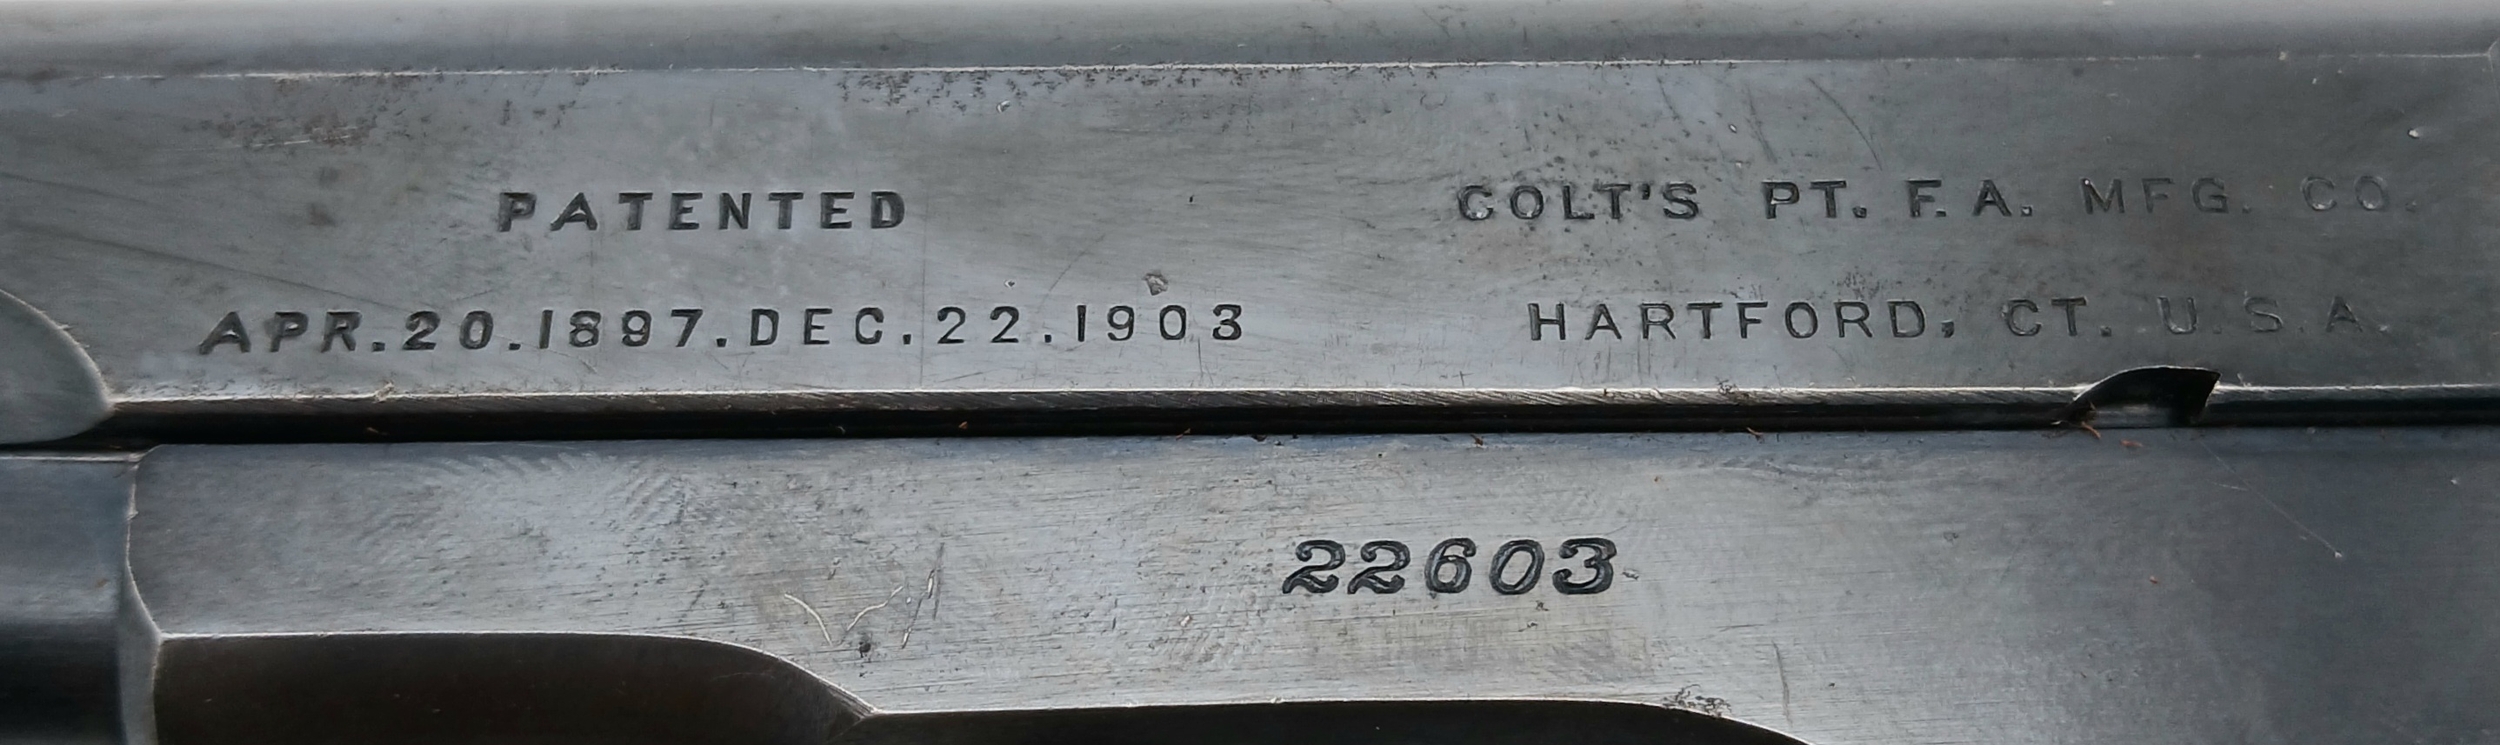 PATENTED
APR.20.1897.DEC.22.1903
COLT'S PT. F. A. MFG. CO.
HARTFORD, CT. U.S.A.
22603